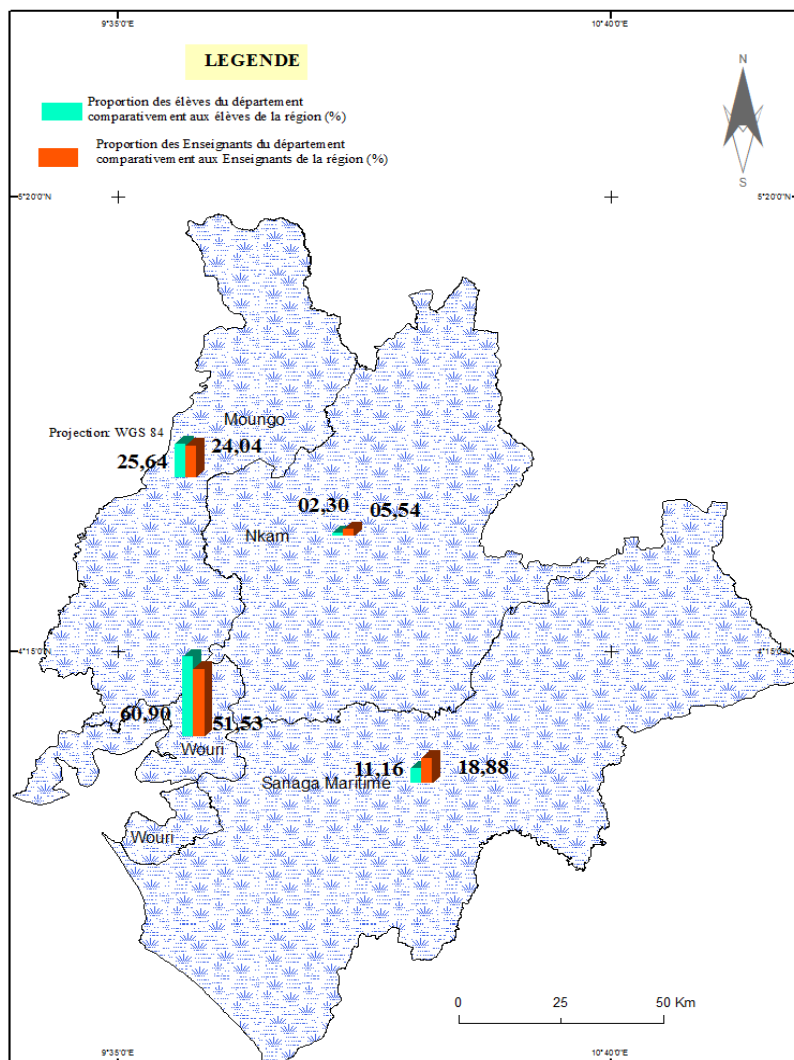 9°35'0"E 10°40'0"E
LEGENDE
N
Proportion des élèves du département
comparativement aux élèves de la région (%)
Proportion des Enseignants du département
comparativement aux Enseignants de la région (%)
S
5°20'0"N 5°20'0"N
Moungo
Projection: WGS 84
25,64 24,04
02,30 05,54
Nkam
4°15'0"N 4°15'0"N
60,90 51,53
Wouri
11,16 18,88
Sanaga Maritime
Wouri
0 25 50 Km
9°35'0"E 10°40'0"E